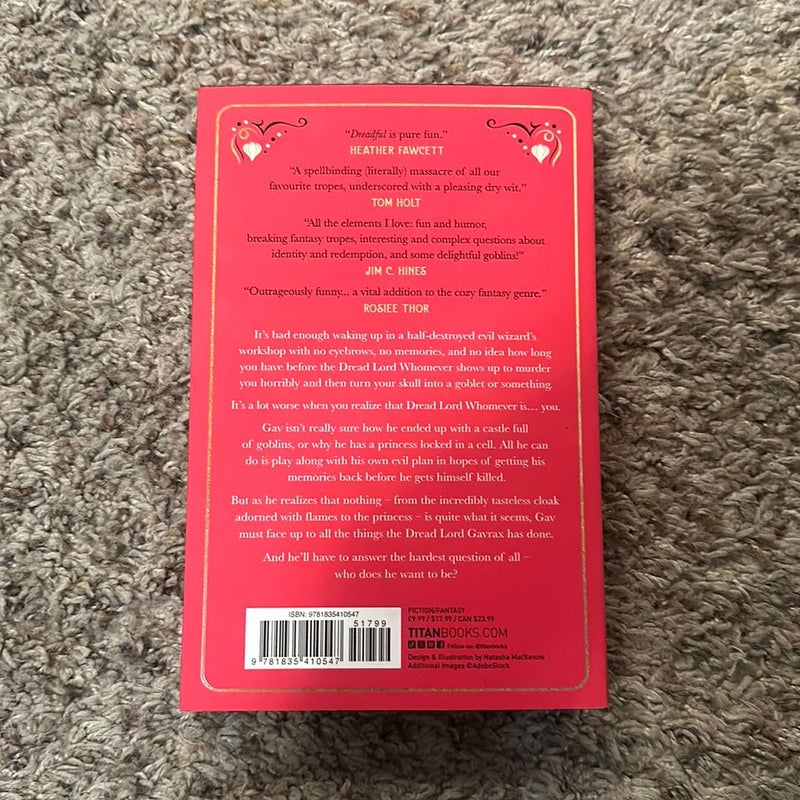 “Dreadful is pure fun.”
HEATHER FAWCETT
“A spellbinding (literally) massacre of all our
favourite tropes, underscored with a pleasing dry wit.”
TOM HOLT
“All the elements I love: fun and humor,
breaking fantasy tropes, interesting and complex questions about
identity and redemption, and some delightful goblins!”
JIM C. HINES
“Outrageously funny... a vital addition to the cozy fantasy genre.”
ROSIEE THOR
It’s bad enough waking up in a half-destroyed evil wizard’s
workshop with no eyebrows, no memories, and no idea how long
you have before the Dread Lord Whomever shows up to murder
you horribly and then turn your skull into a goblet or something.
It’s a lot worse when you realize that Dread Lord Whomever is… you.
Gav isn’t really sure how he ended up with a castle full
of goblins, or why he has a princess locked in a cell. All he can
do is play along with his own evil plan in hopes of getting his
memories back before he gets himself killed.
But as he realizes that nothing – from the incredibly tasteless cloak
adorned with flames to the princess – is quite what it seems, Gav
must face up to all the things the Dread Lord Gavrax has done.
And he’ll have to answer the hardest question of all –
who does he want to be?
ISBN: 9781835410547
51799
9 781835 410547
FICTION/FANTASY
£9.99 / $17.99 / CAN $23.99
TITANBOOKS.COM
Follow us: @titanbooks
Design & Illustration by Natasha MacKenzie
Additional Images ©AdobeStock